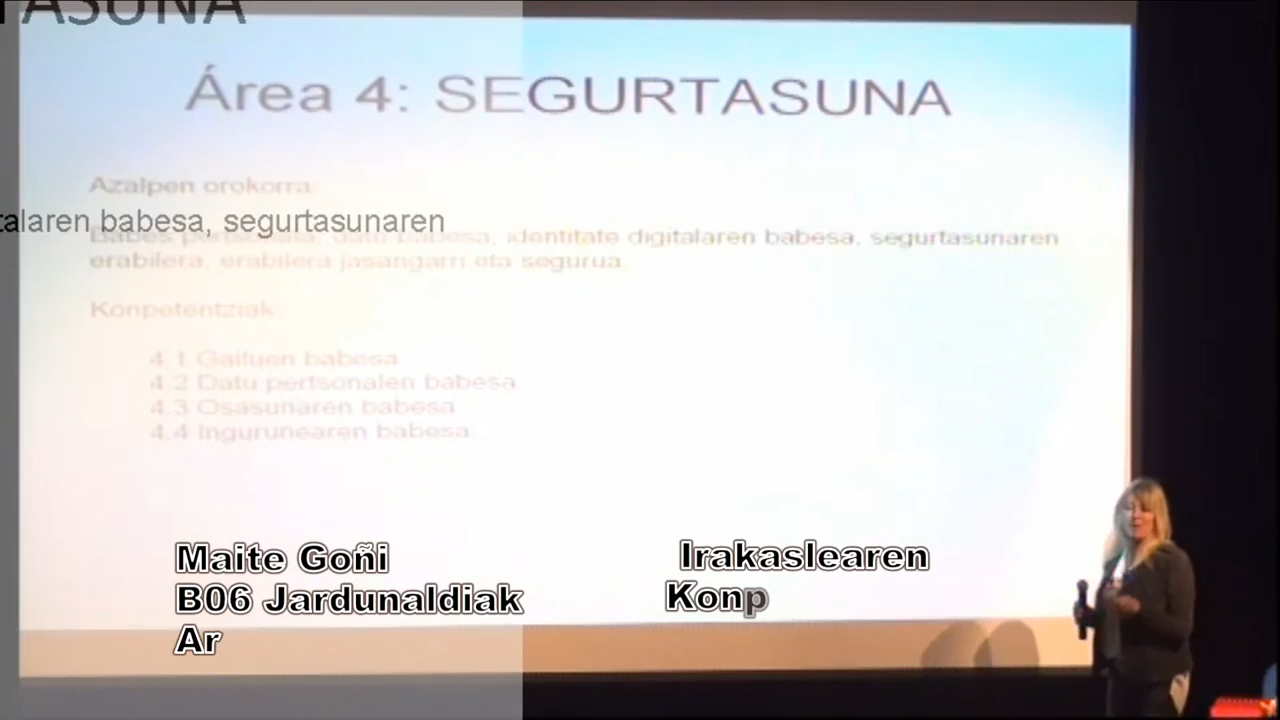 TASUNA
Área 4: SEGURTASUNA
Azalpen orokorra:
talaren babesa, segurtasunaren
Babes pertsonala, datu babesa, identitate digitalaren babesa, segurtasunaren
erabilera, erabilera jasangarri eta segurua.
Konpetentziak:
4.1 Gailuen babesa
4.2 Datu pertsonalen babesa
4.3 Osasunaren babesa.
4.4 Ingurunearen babesa.
Maite Goñi
B06 Jardunaldiak
Ar
Irakaslearen
Konp